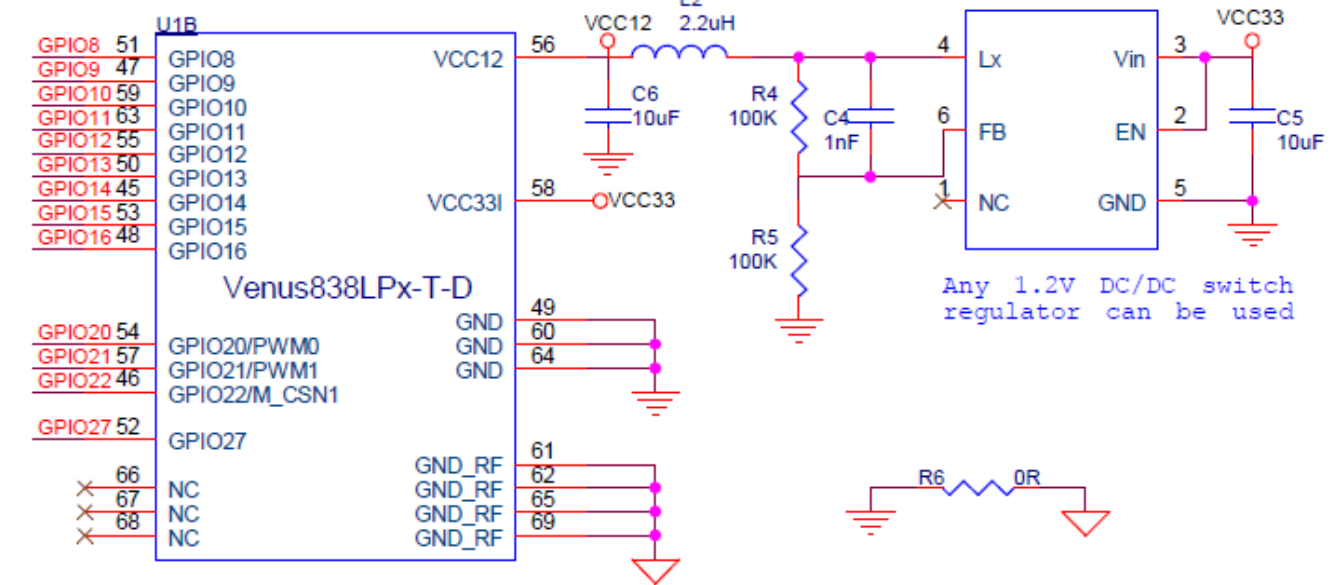 U1B
GPIO8 51 GPIO8
GPIO9 47 GPIO9
GPIO10 59 GPIO10
GPIO11 63 GPIO11
GPIO12 55 GPIO12
GPIO13 50 GPIO13
GPIO14 45 GPIO14
GPIO15 53 GPIO15
GPIO16 48 GPIO16
VCC12 56
VCC33I 58 VCC33
Venus838LPx-T-D
GPIO20 54 GPIO20/PWM0
GPIO21 57 GPIO21/PWM1
GPIO22 46 GPIO22/M_CSN1
GPIO27 52 GPIO27
66 NC
67 NC
68 NC
GND 49
GND 60
GND 64
GND_RF 61
GND_RF 62
GND_RF 65
GND_RF 69
VCC12
2.2uH
C6
10uF
R4
100K
C4
1nF
R5
100K
4 Lx
6 FB
1 NC
Vin 3
EN 2
GND 5
VCC33
C5
10uF
Any 1.2V DC/DC switch
regulator can be used
R6 0R